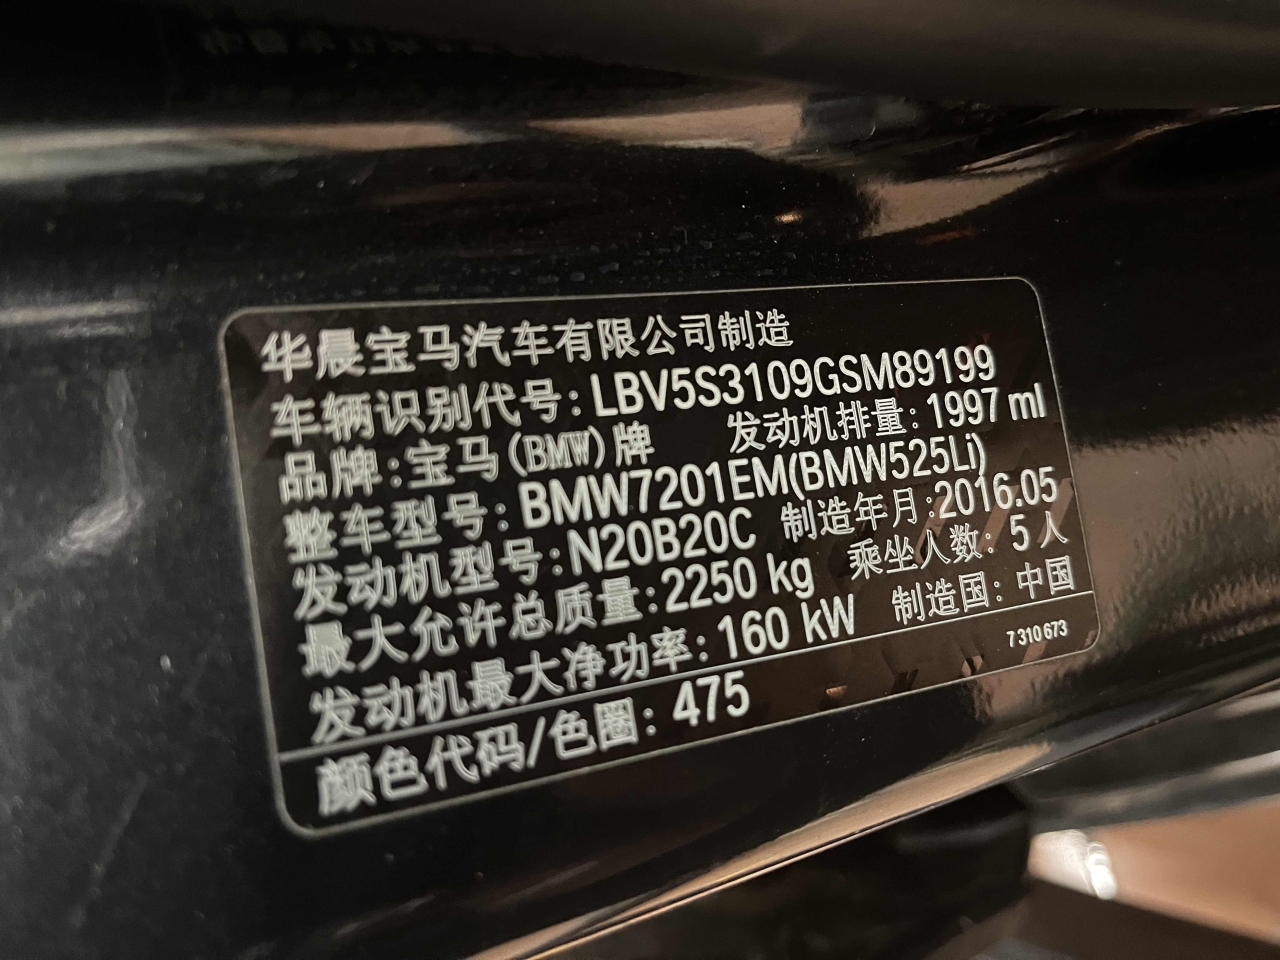 华晨宝马汽车有限公司制造
车辆识别代号: LBV5S3109GSM89199
品牌: 宝马(BMW)牌 发动机排量: 1997 ml
整车型号: BMW7201EM(BMW525Li)
发动机型号: N20B20C 制造年月:2016.05
最大允许总质量: 2250 kg 乘坐人数: 5 人
发动机最大净功率: 160 kW 制造国: 中国
7 310 673
颜色代码/色圈: 475